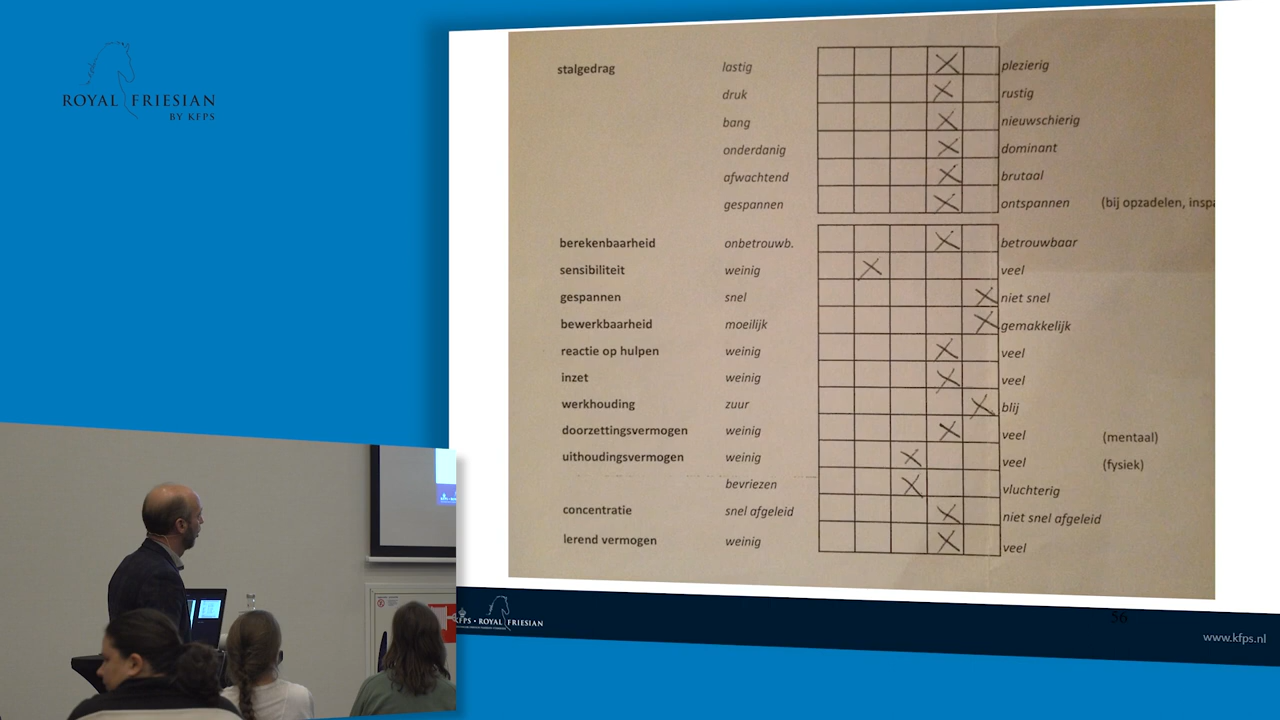 ROYAL FRIESIAN
BY KFPS
stalgedrag lastig plezierig
druk rustig
bang nieuwschierig
onderdanig dominant
afwachtend brutaal
gespannen ontspannen (bij opzadelen, inspa
berekenbaarheid onbetrouwb. betrouwbaar
sensibiliteit weinig veel
gespannen snel niet snel
bewerkbaarheid moeilijk gemakkelijk
reactie op hulpen weinig veel
inzet weinig veel
werkhouding zuur blij
doorzettingsvermogen weinig veel (mentaal)
uithoudingsvermogen weinig veel (fysiek)
bevriezen vluchterig
concentratie snel afgeleid niet snel afgeleid
lerend vermogen weinig veel
KFPS • ROYAL FRIESIAN
56
www.kfps.nl